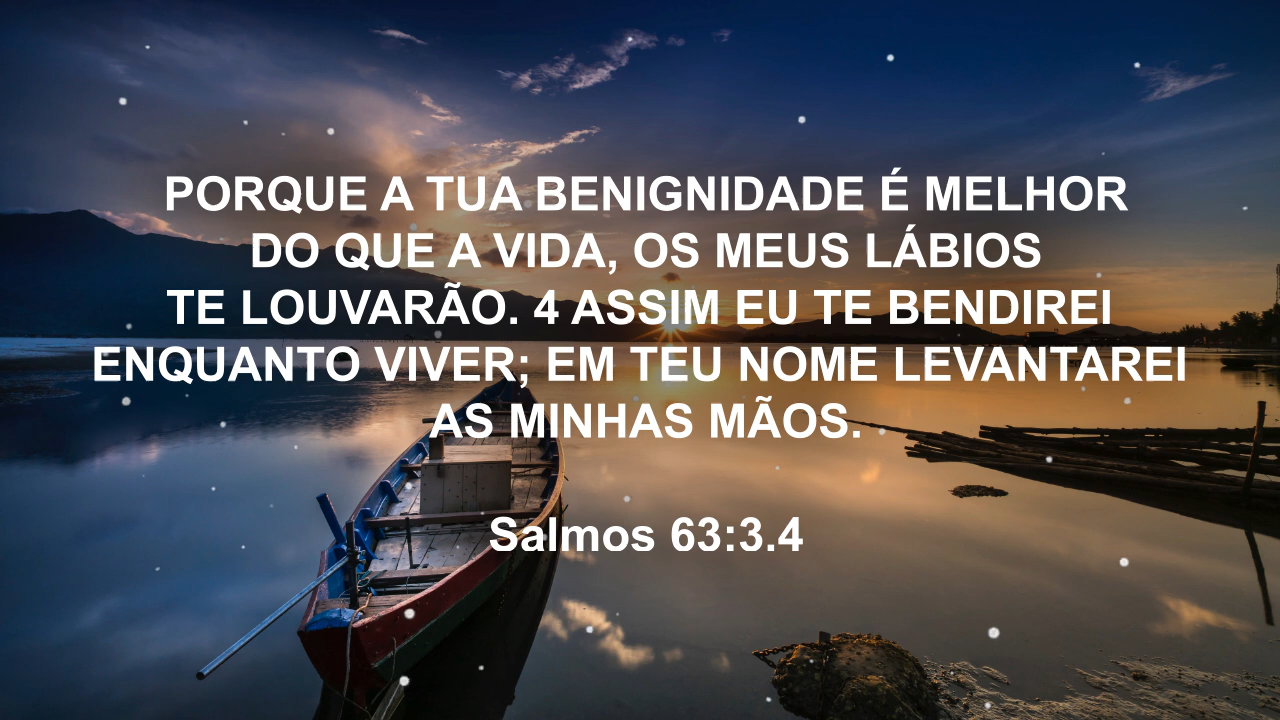 PORQUE A TUA BENIGNIDADE É MELHOR
DO QUE A VIDA, OS MEUS LÁBIOS
TE LOUVARÃO. 4 ASSIM EU TE BENDIREI
ENQUANTO VIVER; EM TEU NOME LEVANTAREI
AS MINHAS MÃOS.
Salmos 63:3.4